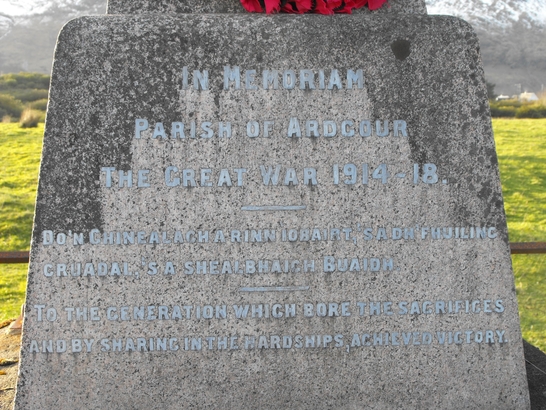 In Memoriam
Parish of Ardgour
The Great War 1914-18.
Do'n Ghinealach a rinn iobairt, 's a dh'fhuiling
cruadal, 's a shealbhaich Buaidh
To the generation which bore the sacrifices
and by sharing in the hardships, achieved victory.